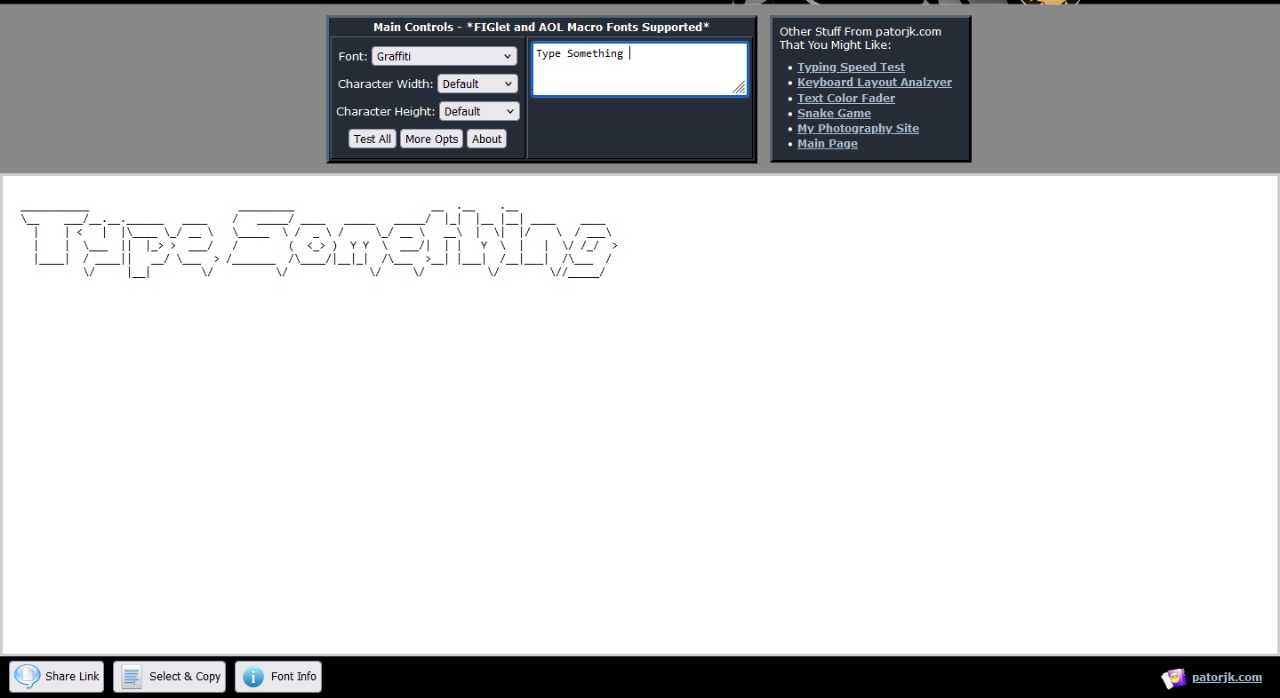 Main Controls - *FIGlet and AOL Macro Fonts Supported*
Font: Graffiti
Character Width: Default
Character Height: Default
Test All More Opts About
Type Something
Other Stuff From patorjk.com
That You Might Like:
Typing Speed Test
Keyboard Layout Analzyer
Text Color Fader
Snake Game
My Photography Site
Main Page
Type Something
Share Link Select & Copy Font Info
patorjk.com